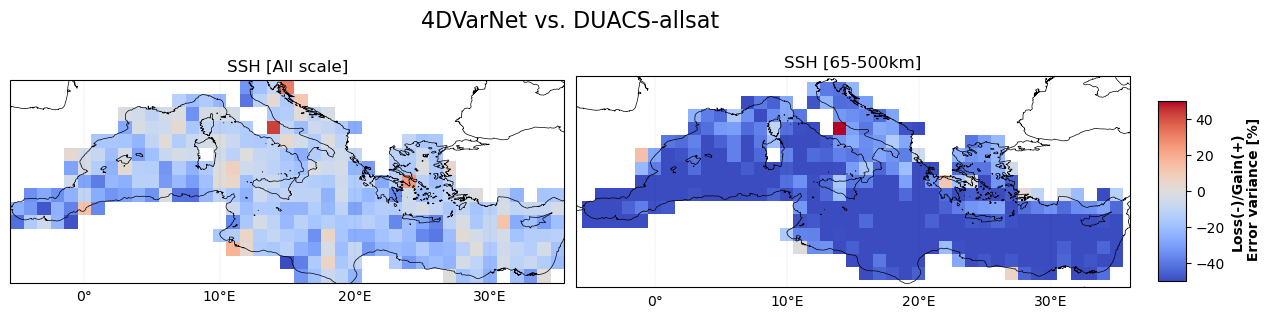 4DVarNet vs. DUACS-allsat
SSH [All scale]
SSH [65-500km]
0°
10°E
20°E
30°E
0°
10°E
20°E
30°E
40
20
0
−20
−40
Loss(-)/Gain(+)
Error variance [%]